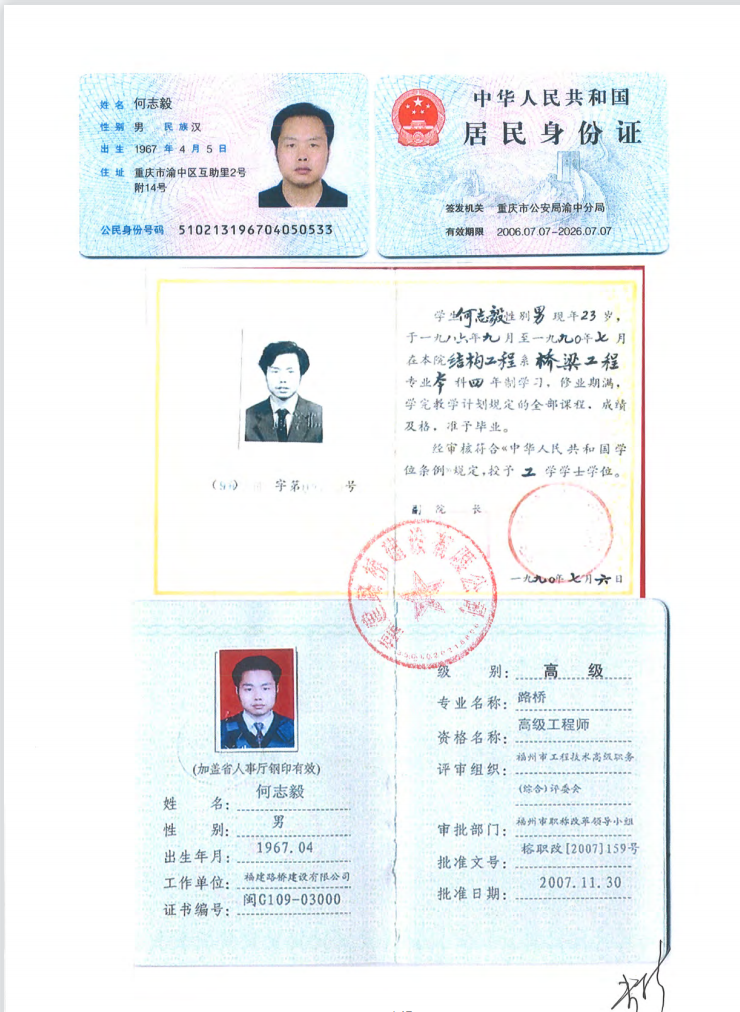 姓名 何志毅
性别 男 民族 汉
出生 1967 年 4 月 5 日
住址 重庆市渝中区互助里2号
附14号
公民身份号码 510213196704050533
中华人民共和国
居民身份证
签发机关 重庆市公安局渝中分局
有效期限 2006.07.07-2026.07.07
学生何志毅性别男现年23岁，
于一九八六年九月至一九九〇年七月
在本院结构工程系桥梁工程
专业本科四年制学习，修业期满，
学完教学计划规定的全部课程，成绩
及格，准予毕业。
经审核符合《中华人民共和国学
位条例》规定，授予工学学士学位。
字第 号
副院长
一九九〇年七月六日
(加盖省人事厅钢印有效)
姓名：何志毅
性别：男
出生年月：1967.04
工作单位：福建路桥建设有限公司
证书编号：闽G109-03000
级别：高级
专业名称：路桥
资格名称：高级工程师
评审组织：福州市工程技术高级职务
(综合)评委会
审批部门：福州市职称改革领导小组
批准文号：榕职改[2007]159号
批准日期：2007.11.30